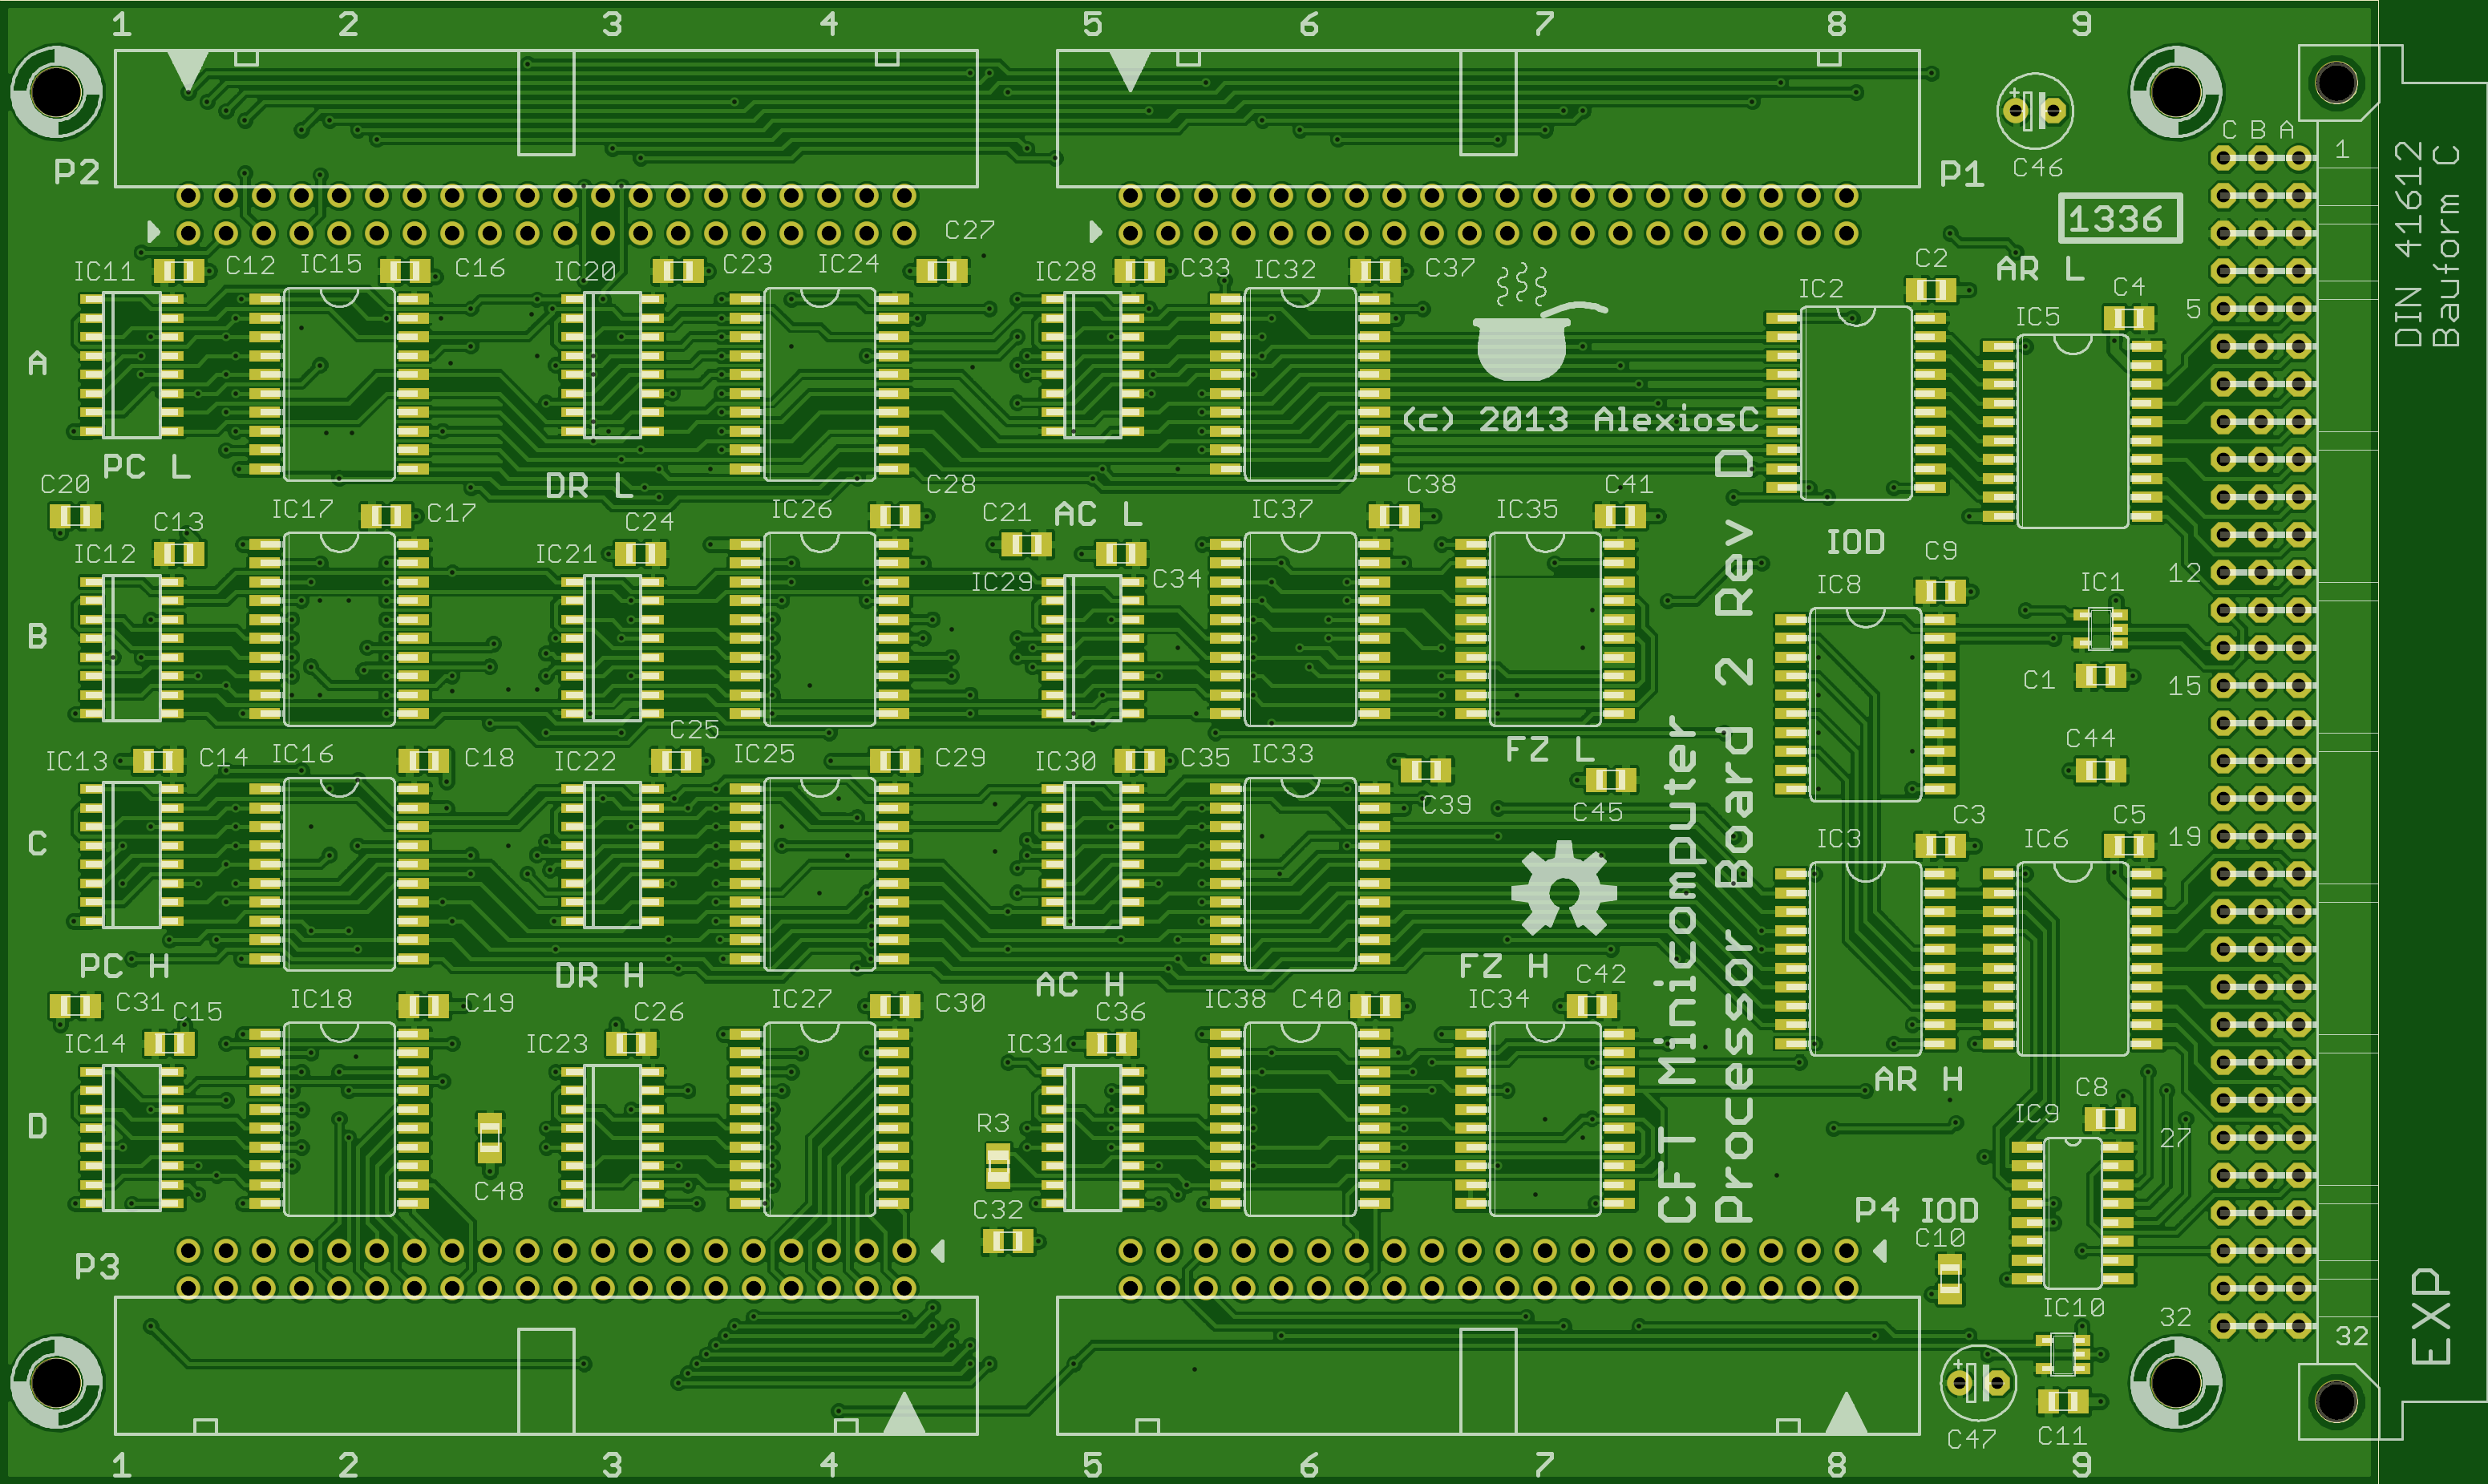 1 2 3 4 5 6 7 8 9
P2 P1 C46 C B A 1
1336
DIN 41612
Bauform C
C27
IC11 C12 IC15 C16 IC20 C23 IC24 IC28 C33 IC32 C37 IC2 C2 AR L
IC5 C4 5
A
(c) 2013 AlexiosC
PC L DR L
C20 C13 IC17 C17 C24 IC26 C28 C21 AC L IC37 C38 IC35 C41
IC12 IC21 IC29 C34 IOD C9
IC8 IC1 12
B
C1 15
CFT Minicomputer
Processor Board 2 Rev D
C25 FZ L C44
IC13 C14 IC16 C18 IC22 IC25 C29 IC30 C35 IC33 C39 C45
IC3 C3 IC6 C5 19
C
PC H DR H AC H FZ H
C31 C15 IC18 C19 C26 IC27 C30 C36 IC38 C40 IC34 C42
IC14 IC23 IC31
AR H
C8
IC9
D R3 27
C48 C32
P4 IOD
C10
P3
IC10 32 32
EXP
C47 C11
1 2 3 4 5 6 7 8 9